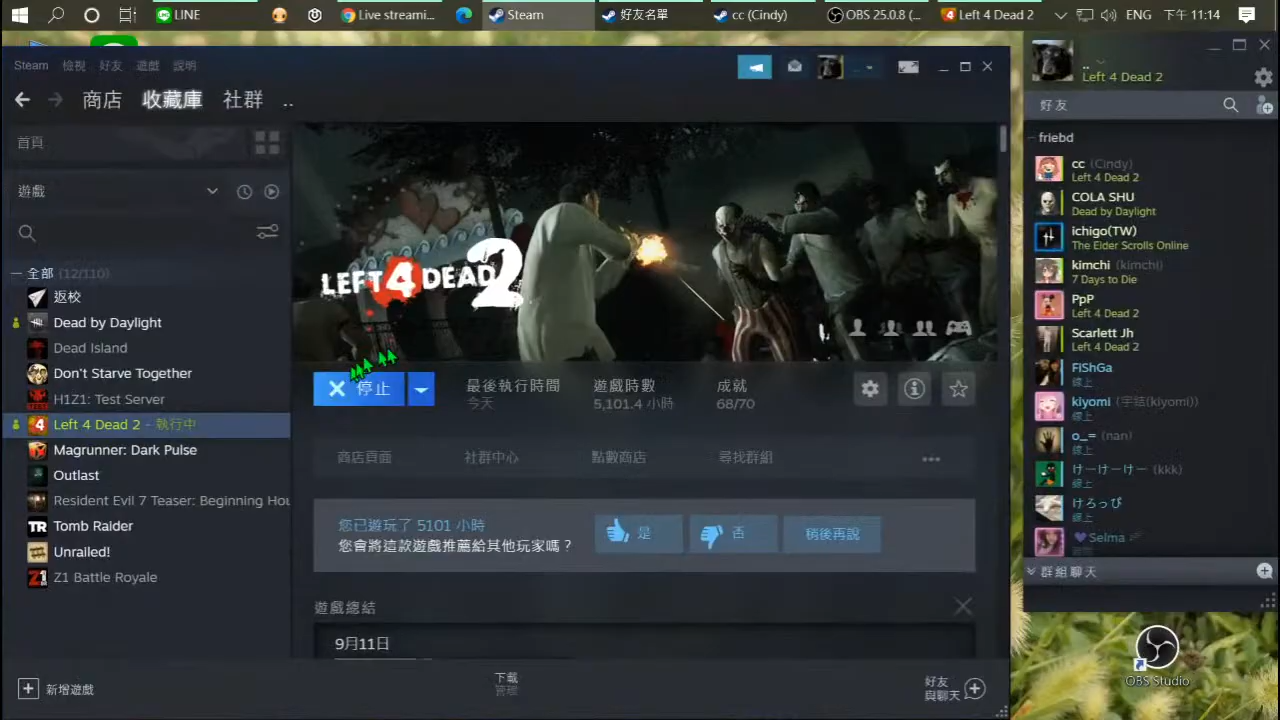 LINE
Live streami...
Steam
好友名單
cc (Cindy)
OBS 25.0.8 (...
Left 4 Dead 2
ENG
下午 11:14
Steam
檢視
好友
遊戲
說明
商店
收藏庫
社群
..
首頁
遊戲
全部 (12/110)
返校
Dead by Daylight
Dead Island
Don't Starve Together
H1Z1: Test Server
Left 4 Dead 2 - 執行中
Magrunner: Dark Pulse
Outlast
Resident Evil 7 Teaser: Beginning Hou
Tomb Raider
Unrailed!
Z1 Battle Royale
新增遊戲
LEFT 4 DEAD 2
停止
最後執行時間
今天
遊戲時數
5,101.4 小時
成就
68/70
商店頁面
社群中心
點數商店
尋找群組
您已遊玩了 5101 小時
您會將這款遊戲推薦給其他玩家嗎？
是
否
稍後再說
遊戲總結
9月11日
下載
管理
好友
與聊天
..
Left 4 Dead 2
好友
friebd
cc (Cindy)
Left 4 Dead 2
COLA SHU
Dead by Daylight
ichigo(TW)
The Elder Scrolls Online
kimchi (kimchi)
7 Days to Die
PpP
Left 4 Dead 2
Scarlett Jh
Left 4 Dead 2
FIShGa
線上
kiyomi (宇喆(kiyomi))
線上
o_= (nan)
線上
けーけーけー (kkk)
線上
けろっぴ
線上
Selma
群組聊天
OBS Studio